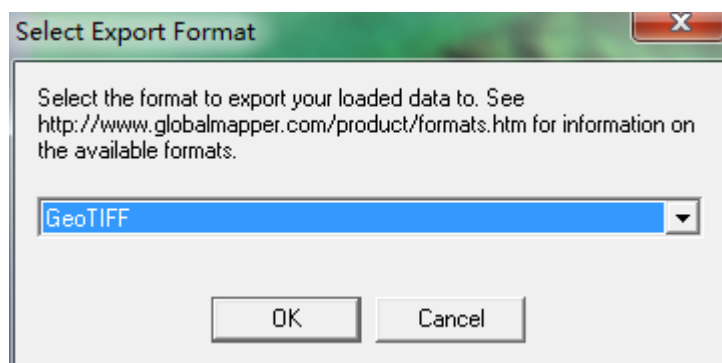 Select Export Format
Select the format to export your loaded data to. See
http://www.globalmapper.com/product/formats.htm for information on
the available formats.
GeoTIFF
OK
Cancel